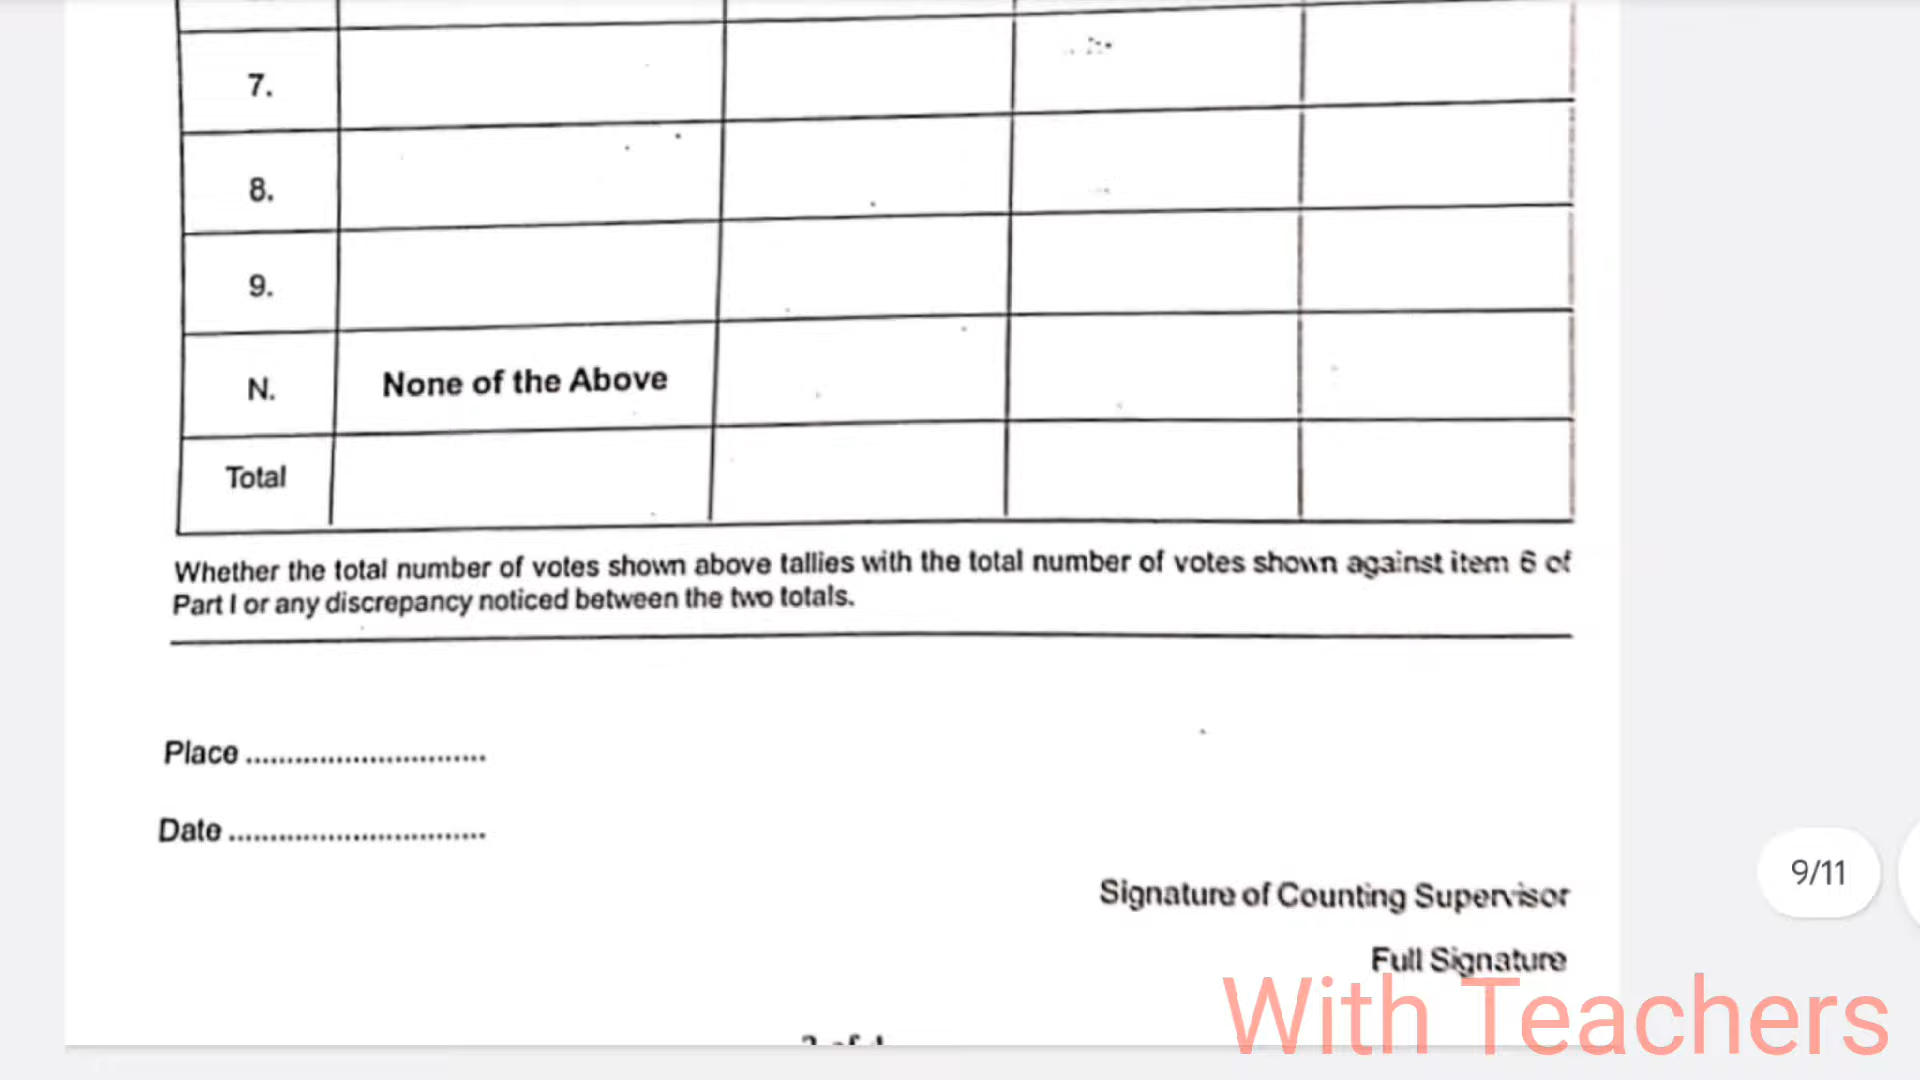 7.
8.
9.
N. None of the Above
Total
Whether the total number of votes shown above tallies with the total number of votes shown against item 6 of
Part I or any discrepancy noticed between the two totals.
Place .............................
Date ...............................
9/11
Signature of Counting Supervisor
Full Signature
With Teachers